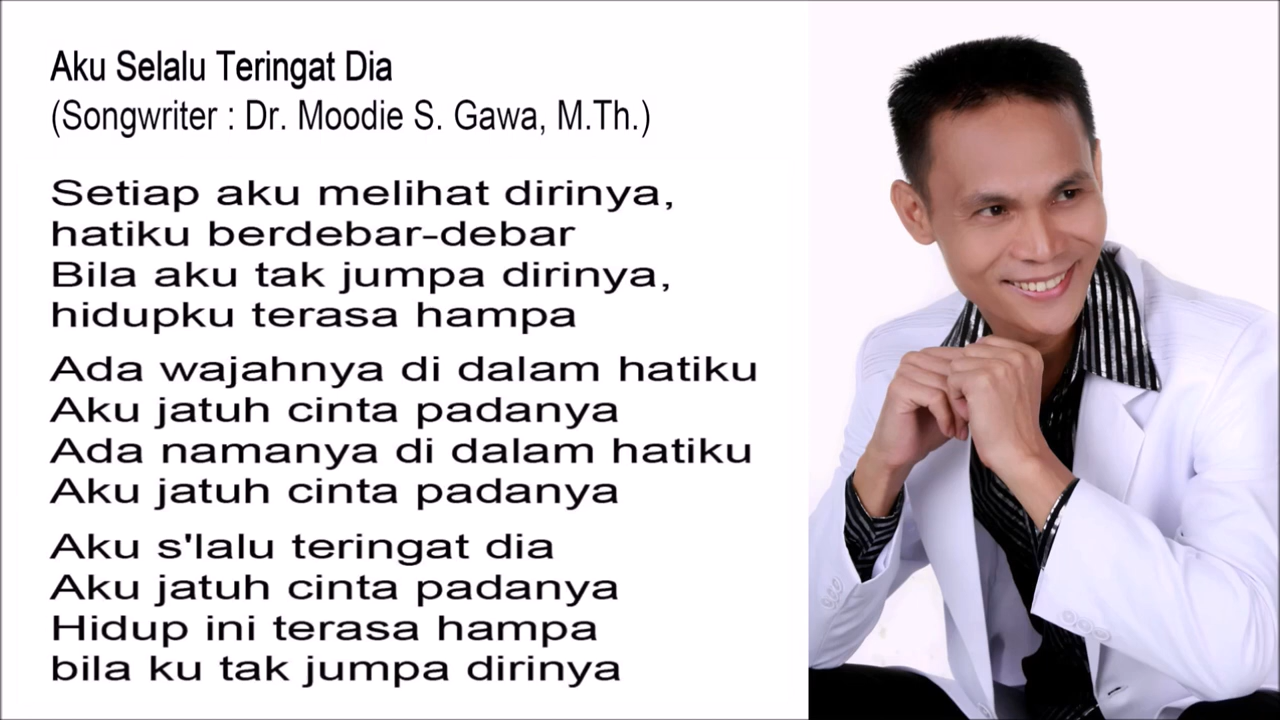 Aku Selalu Teringat Dia
(Songwriter : Dr. Moodie S. Gawa, M.Th.)
Setiap aku melihat dirinya,
hatiku berdebar-debar
Bila aku tak jumpa dirinya,
hidupku terasa hampa
Ada wajahnya di dalam hatiku
Aku jatuh cinta padanya
Ada namanya di dalam hatiku
Aku jatuh cinta padanya
Aku s'lalu teringat dia
Aku jatuh cinta padanya
Hidup ini terasa hampa
bila ku tak jumpa dirinya